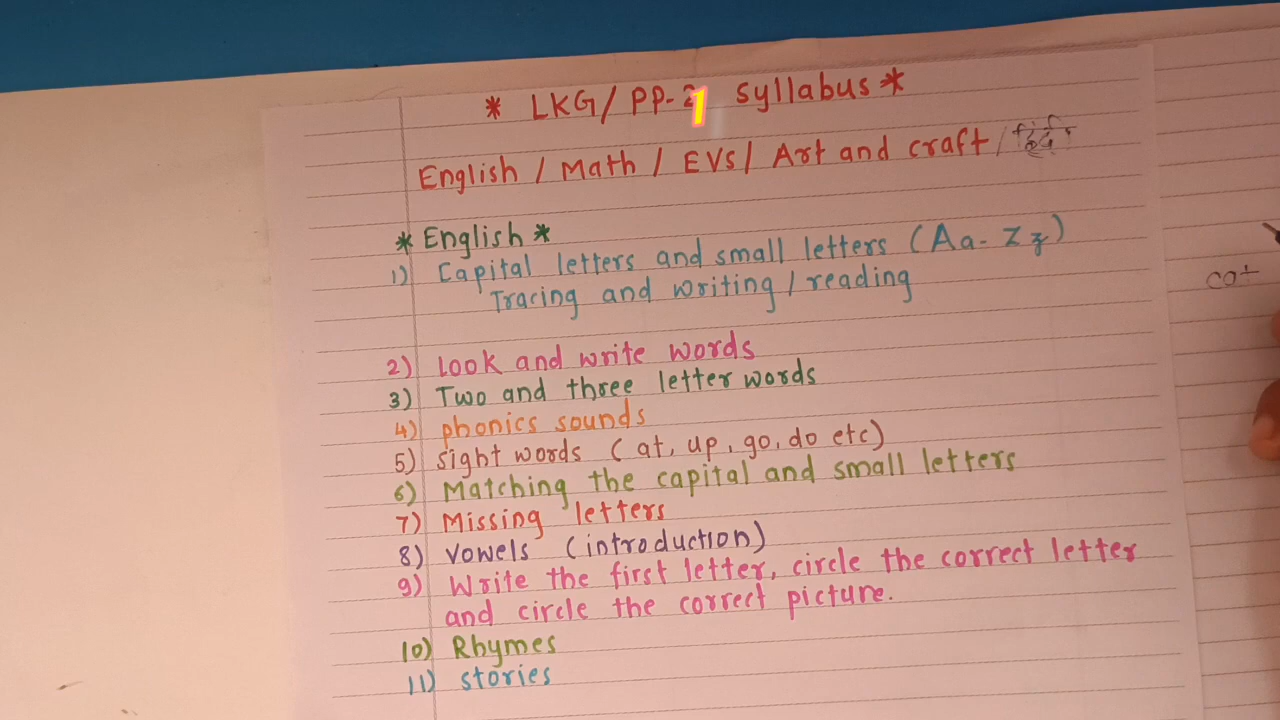 * LKG/ PP-1 syllabus *
English / Math / EVS / Art and craft /
* English *
1) Capital letters and small letters (Aa-Zz)
Tracing and writing / reading
2) Look and write words
3) Two and three letter words
4) phonics sounds
5) sight words ( at, up, go, do etc)
6) Matching the capital and small letters
7) Missing letters
8) Vowels (introduction)
9) Write the first letter, circle the correct letter
and circle the correct picture.
10) Rhymes
11) stories
cat